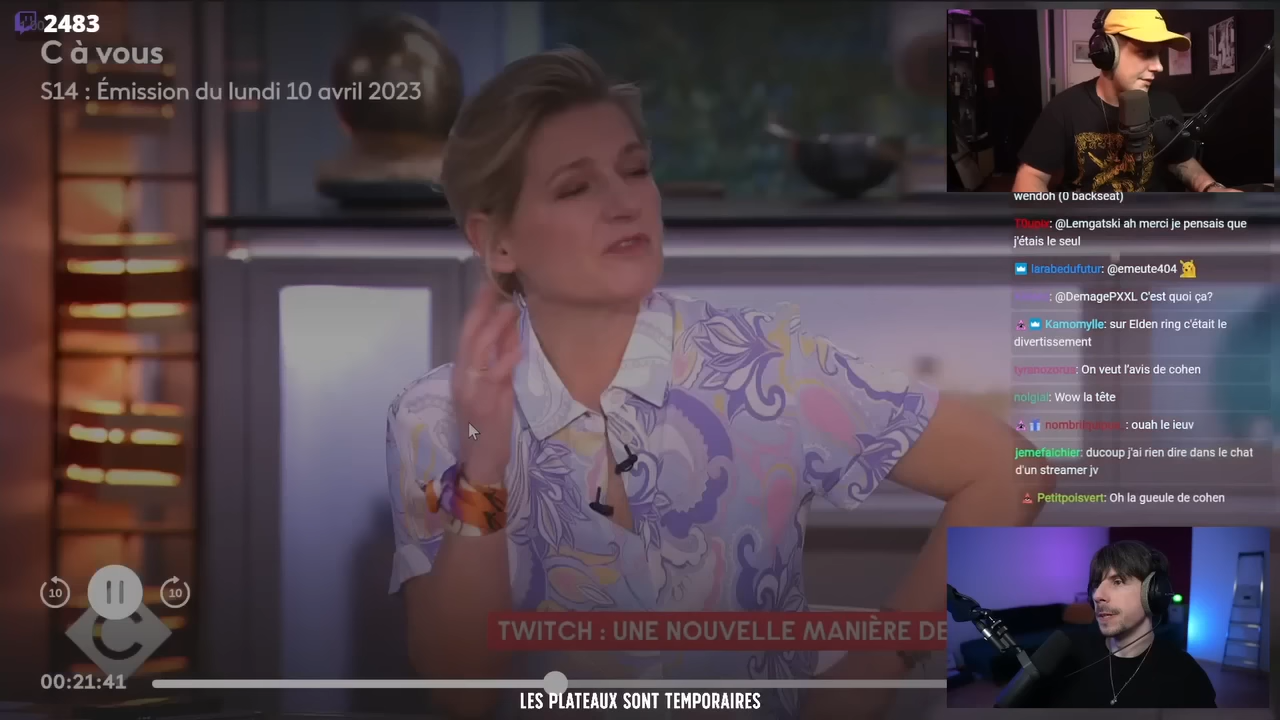 2483
C à vous
S14 : Émission du lundi 10 avril 2023
wendoh (0 backseat)
: @Lemgatski ah merci je pensais que
j'étais le seul
larabedufutur: @emeute404
: @DemagePXXL C'est quoi ça?
Kamomylle: sur Elden ring c'était le
divertissement
: On veut l'avis de cohen
nolgiai: Wow la tête
: ouah le ieuv
jemefaichier: ducoup j'ai rien dire dans le chat
d'un streamer jv
Petitpoisvert: Oh la gueule de cohen
10
10
TWITCH : UNE NOUVELLE MANIÈRE DE
00:21:41
LES PLATEAUX SONT TEMPORAIRES